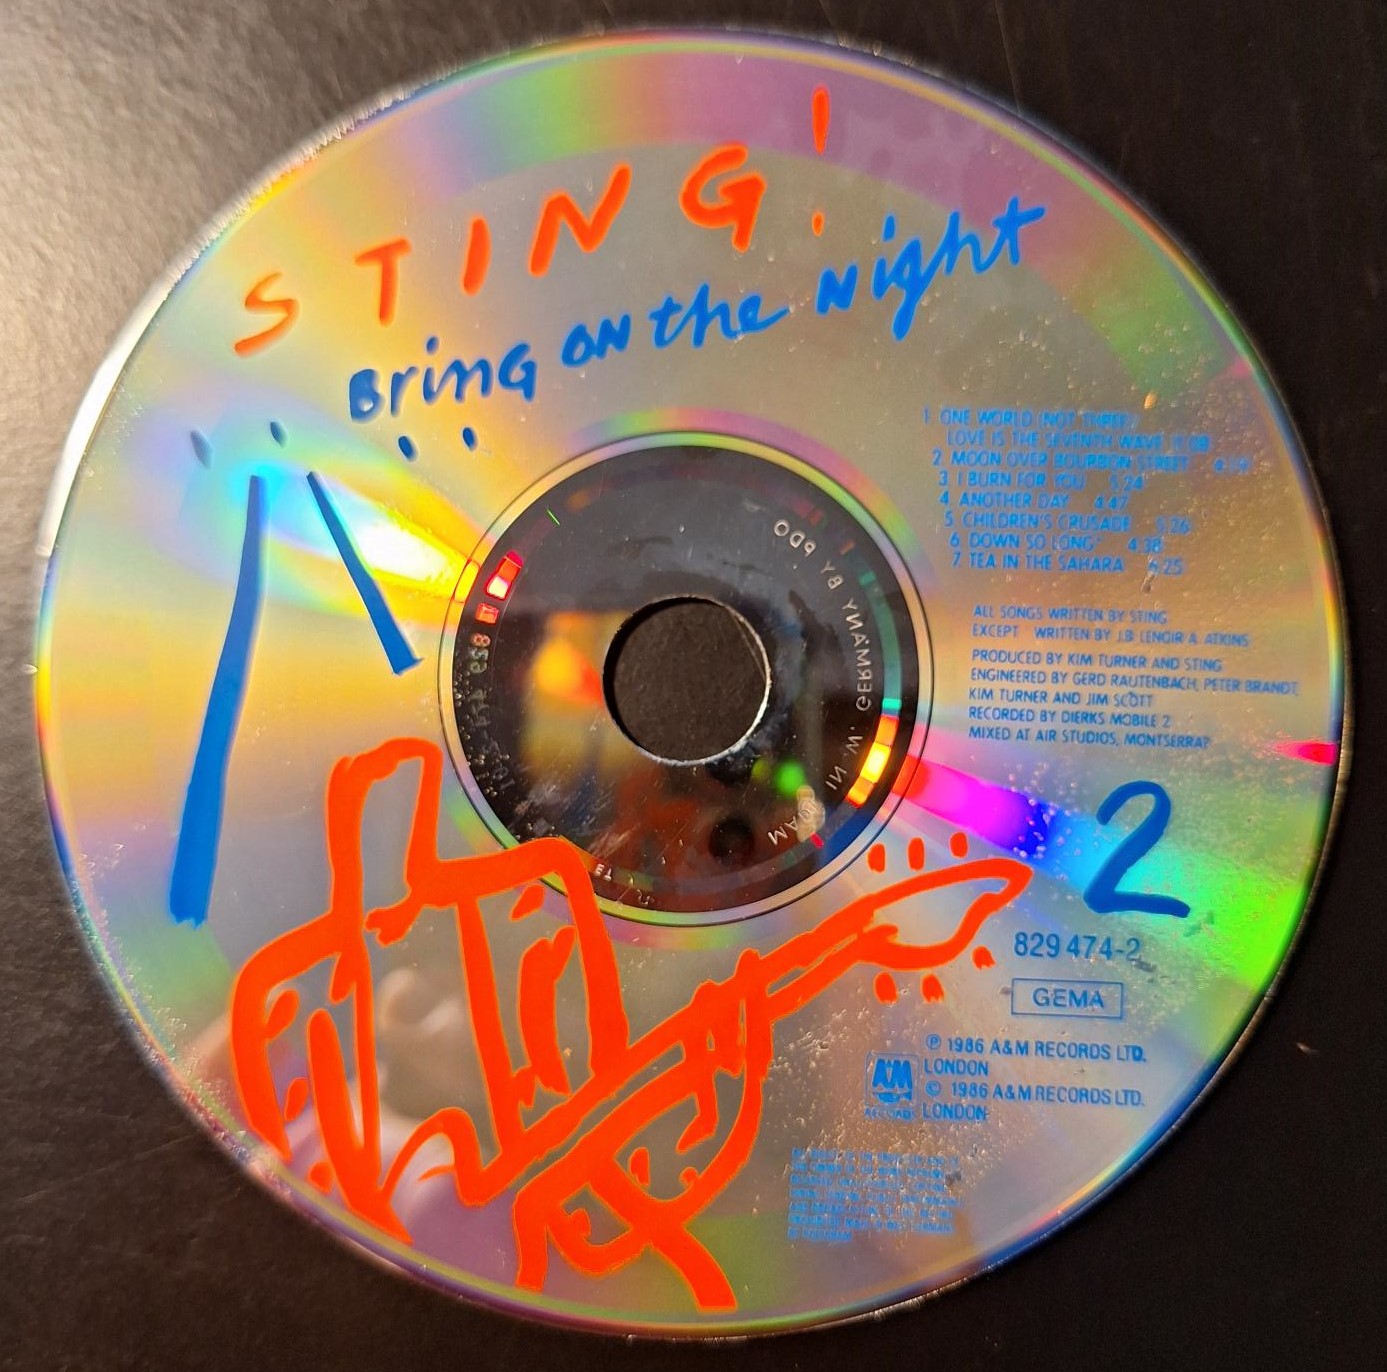 STING!
Bring ON the Night
1 ONE WORLD (NOT THREE)
LOVE IS THE SEVENTH WAVE 11:08
2 MOON OVER BOURBON STREET 4:19
3 I BURN FOR YOU 5:24
4 ANOTHER DAY 4:47
5 CHILDREN'S CRUSADE 5:26
6 DOWN SO LONG* 4:38
7 TEA IN THE SAHARA 6:25
ALL SONGS WRITTEN BY STING
EXCEPT * WRITTEN BY J.B. LENOIR A. ATKINS
PRODUCED BY KIM TURNER AND STING
ENGINEERED BY GERD RAUTENBACH, PETER BRANDT,
KIM TURNER AND JIM SCOTT
RECORDED BY DIERKS MOBILE 2
MIXED AT AIR STUDIOS, MONTSERRAT
2
829 474-2
GEMA
℗ 1986 A&M RECORDS LTD.
LONDON
© 1986 A&M RECORDS LTD.
LONDON
A&M
RECORDS
MADE IN W. GERMANY BY PDO